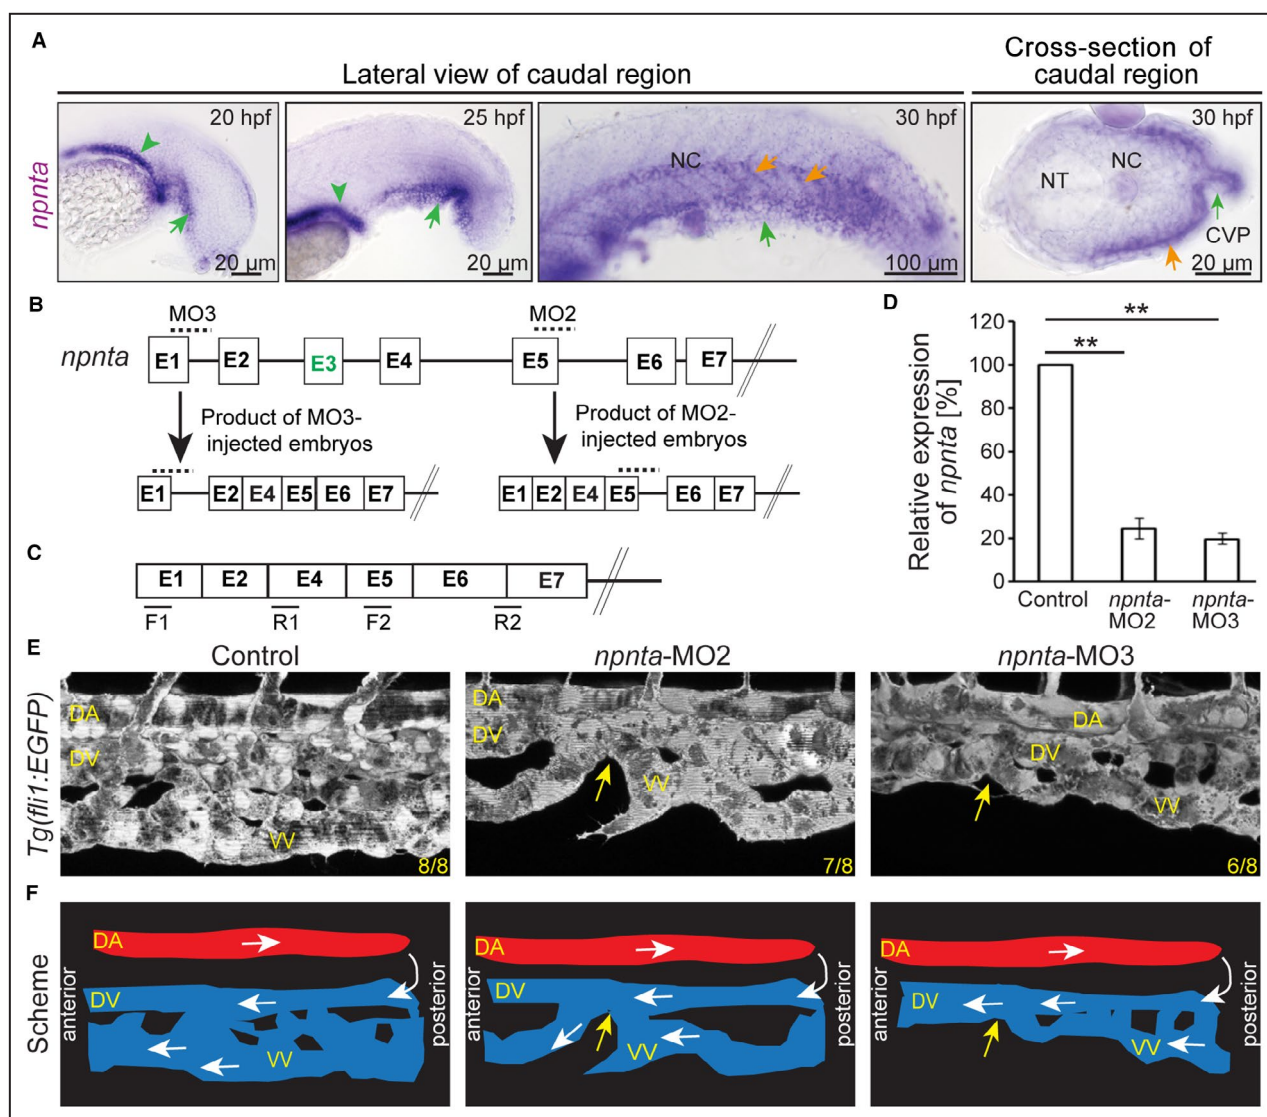 A
Lateral view of caudal region
Cross-section of
caudal region
npnta
20 hpf
20 µm
25 hpf
20 µm
30 hpf
NC
100 µm
30 hpf
NC
NT
CVP
20 µm
B
MO3
MO2
npnta
E1
E2
E3
E4
E5
E6
E7
Product of MO3-
injected embryos
Product of MO2-
injected embryos
E1
E2
E4
E5
E6
E7
E1
E2
E4
E5
E6
E7
C
E1
E2
E4
E5
E6
E7
F1
R1
F2
R2
D
Relative expression
of npnta [%]
120
100
80
60
40
20
0
**
**
Control
npnta-
MO2
npnta-
MO3
E
Control
npnta-MO2
npnta-MO3
Tg(fli1:EGFP)
DA
DV
VV
8/8
DA
DV
VV
7/8
DA
DV
VV
6/8
F
Scheme
DA
DV
VV
anterior
posterior
DA
DV
VV
anterior
posterior
DA
DV
VV
anterior
posterior